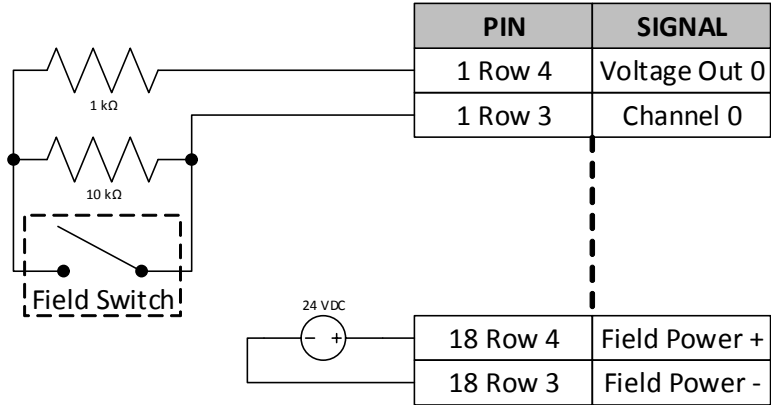 PIN SIGNAL
1 Row 4 Voltage Out 0
1 kΩ
1 Row 3 Channel 0
10 kΩ
Field Switch
24 VDC
− +
18 Row 4 Field Power +
18 Row 3 Field Power -